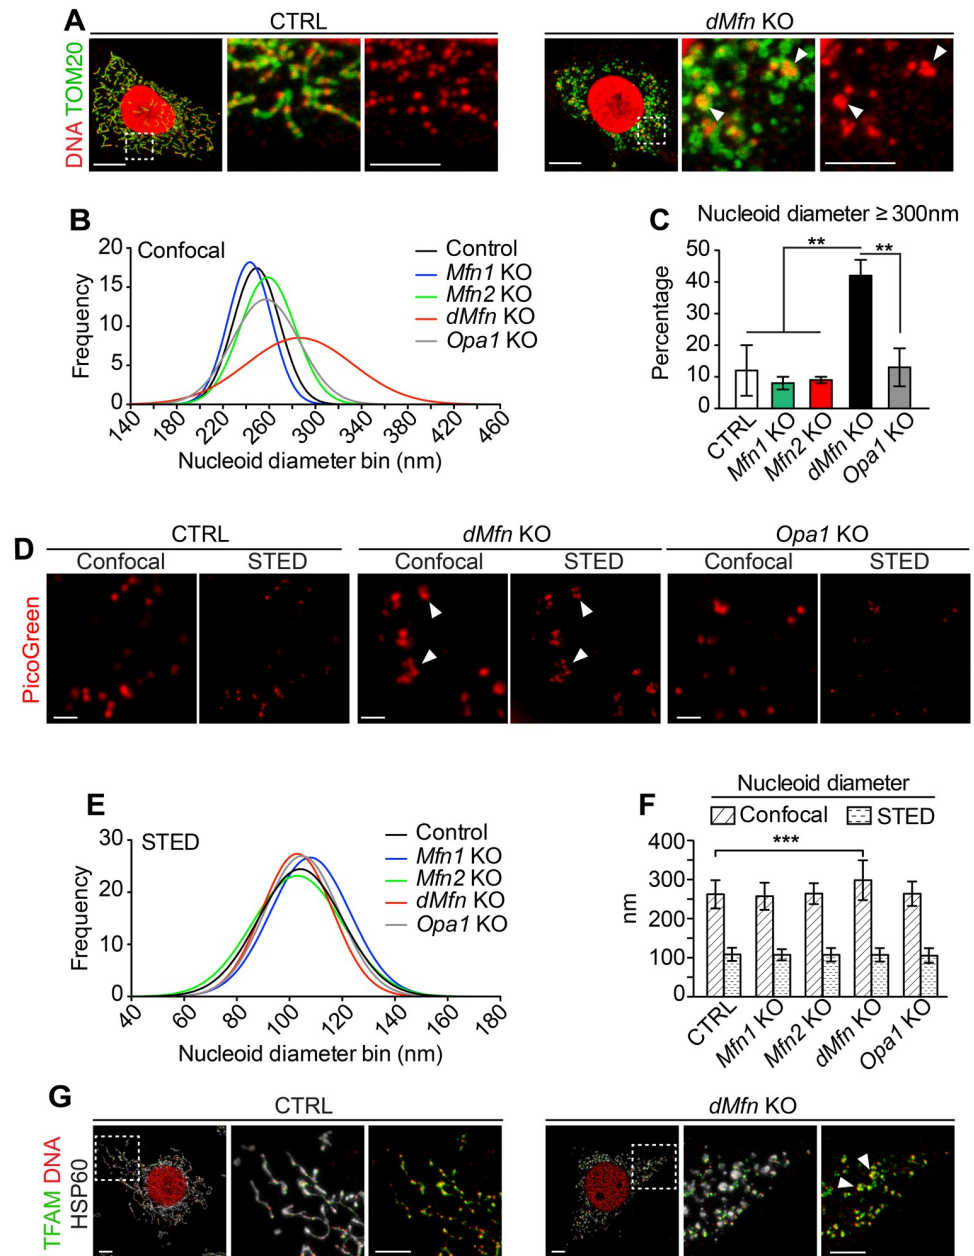 A
CTRL
dMfn KO
DNA TOM20
B
Confocal
Frequency
20
15
10
5
0
140
180
220
260
300
340
380
420
460
Nucleoid diameter bin (nm)
Control
Mfn1 KO
Mfn2 KO
dMfn KO
Opa1 KO
C
Nucleoid diameter ≥ 300nm
**
**
Percentage
50
40
30
20
10
0
CTRL
Mfn1 KO
Mfn2 KO
dMfn KO
Opa1 KO
D
CTRL
dMfn KO
Opa1 KO
Confocal
STED
Confocal
STED
Confocal
STED
PicoGreen
E
STED
Frequency
30
20
10
0
40
60
80
100
120
140
160
180
Nucleoid diameter bin (nm)
Control
Mfn1 KO
Mfn2 KO
dMfn KO
Opa1 KO
F
Nucleoid diameter
Confocal
STED
***
nm
400
300
200
100
0
CTRL
Mfn1 KO
Mfn2 KO
dMfn KO
Opa1 KO
G
CTRL
dMfn KO
TFAM DNA
HSP60